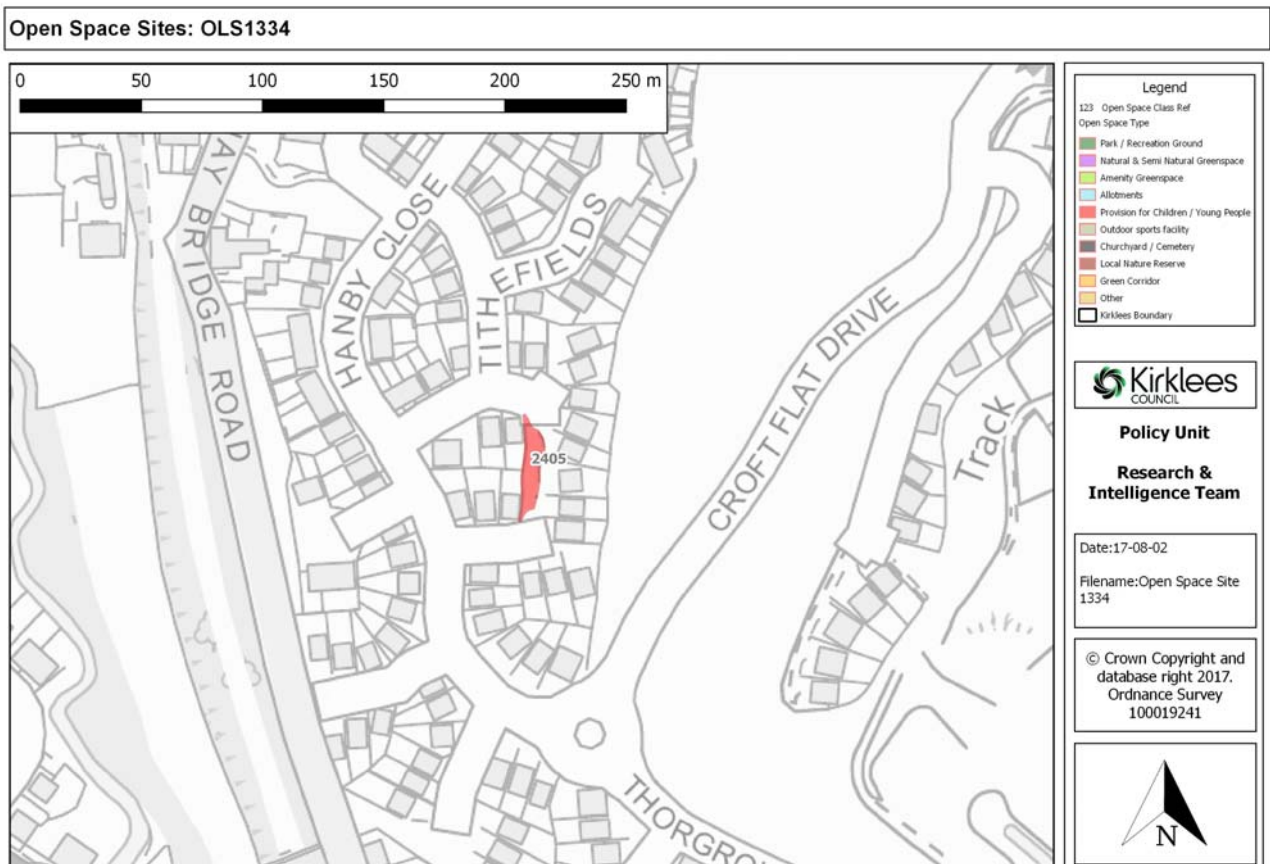 Open Space Sites: OLS1334
0 50 100 150 200 250 m
WAY BRIDGE ROAD
HANBY CLOSE
TITHEFIELDS
2405
CROFT FLAT DRIVE
Track
THORGRO
Legend
123 Open Space Class Ref
Open Space Type
Park / Recreation Ground
Natural & Semi Natural Greenspace
Amenity Greenspace
Allotments
Provision for Children / Young People
Outdoor sports facility
Churchyard / Cemetery
Local Nature Reserve
Green Corridor
Other
Kirklees Boundary
Kirklees
COUNCIL
Policy Unit
Research &
Intelligence Team
Date:17-08-02
Filename:Open Space Site
1334
© Crown Copyright and
database right 2017.
Ordnance Survey
100019241
N